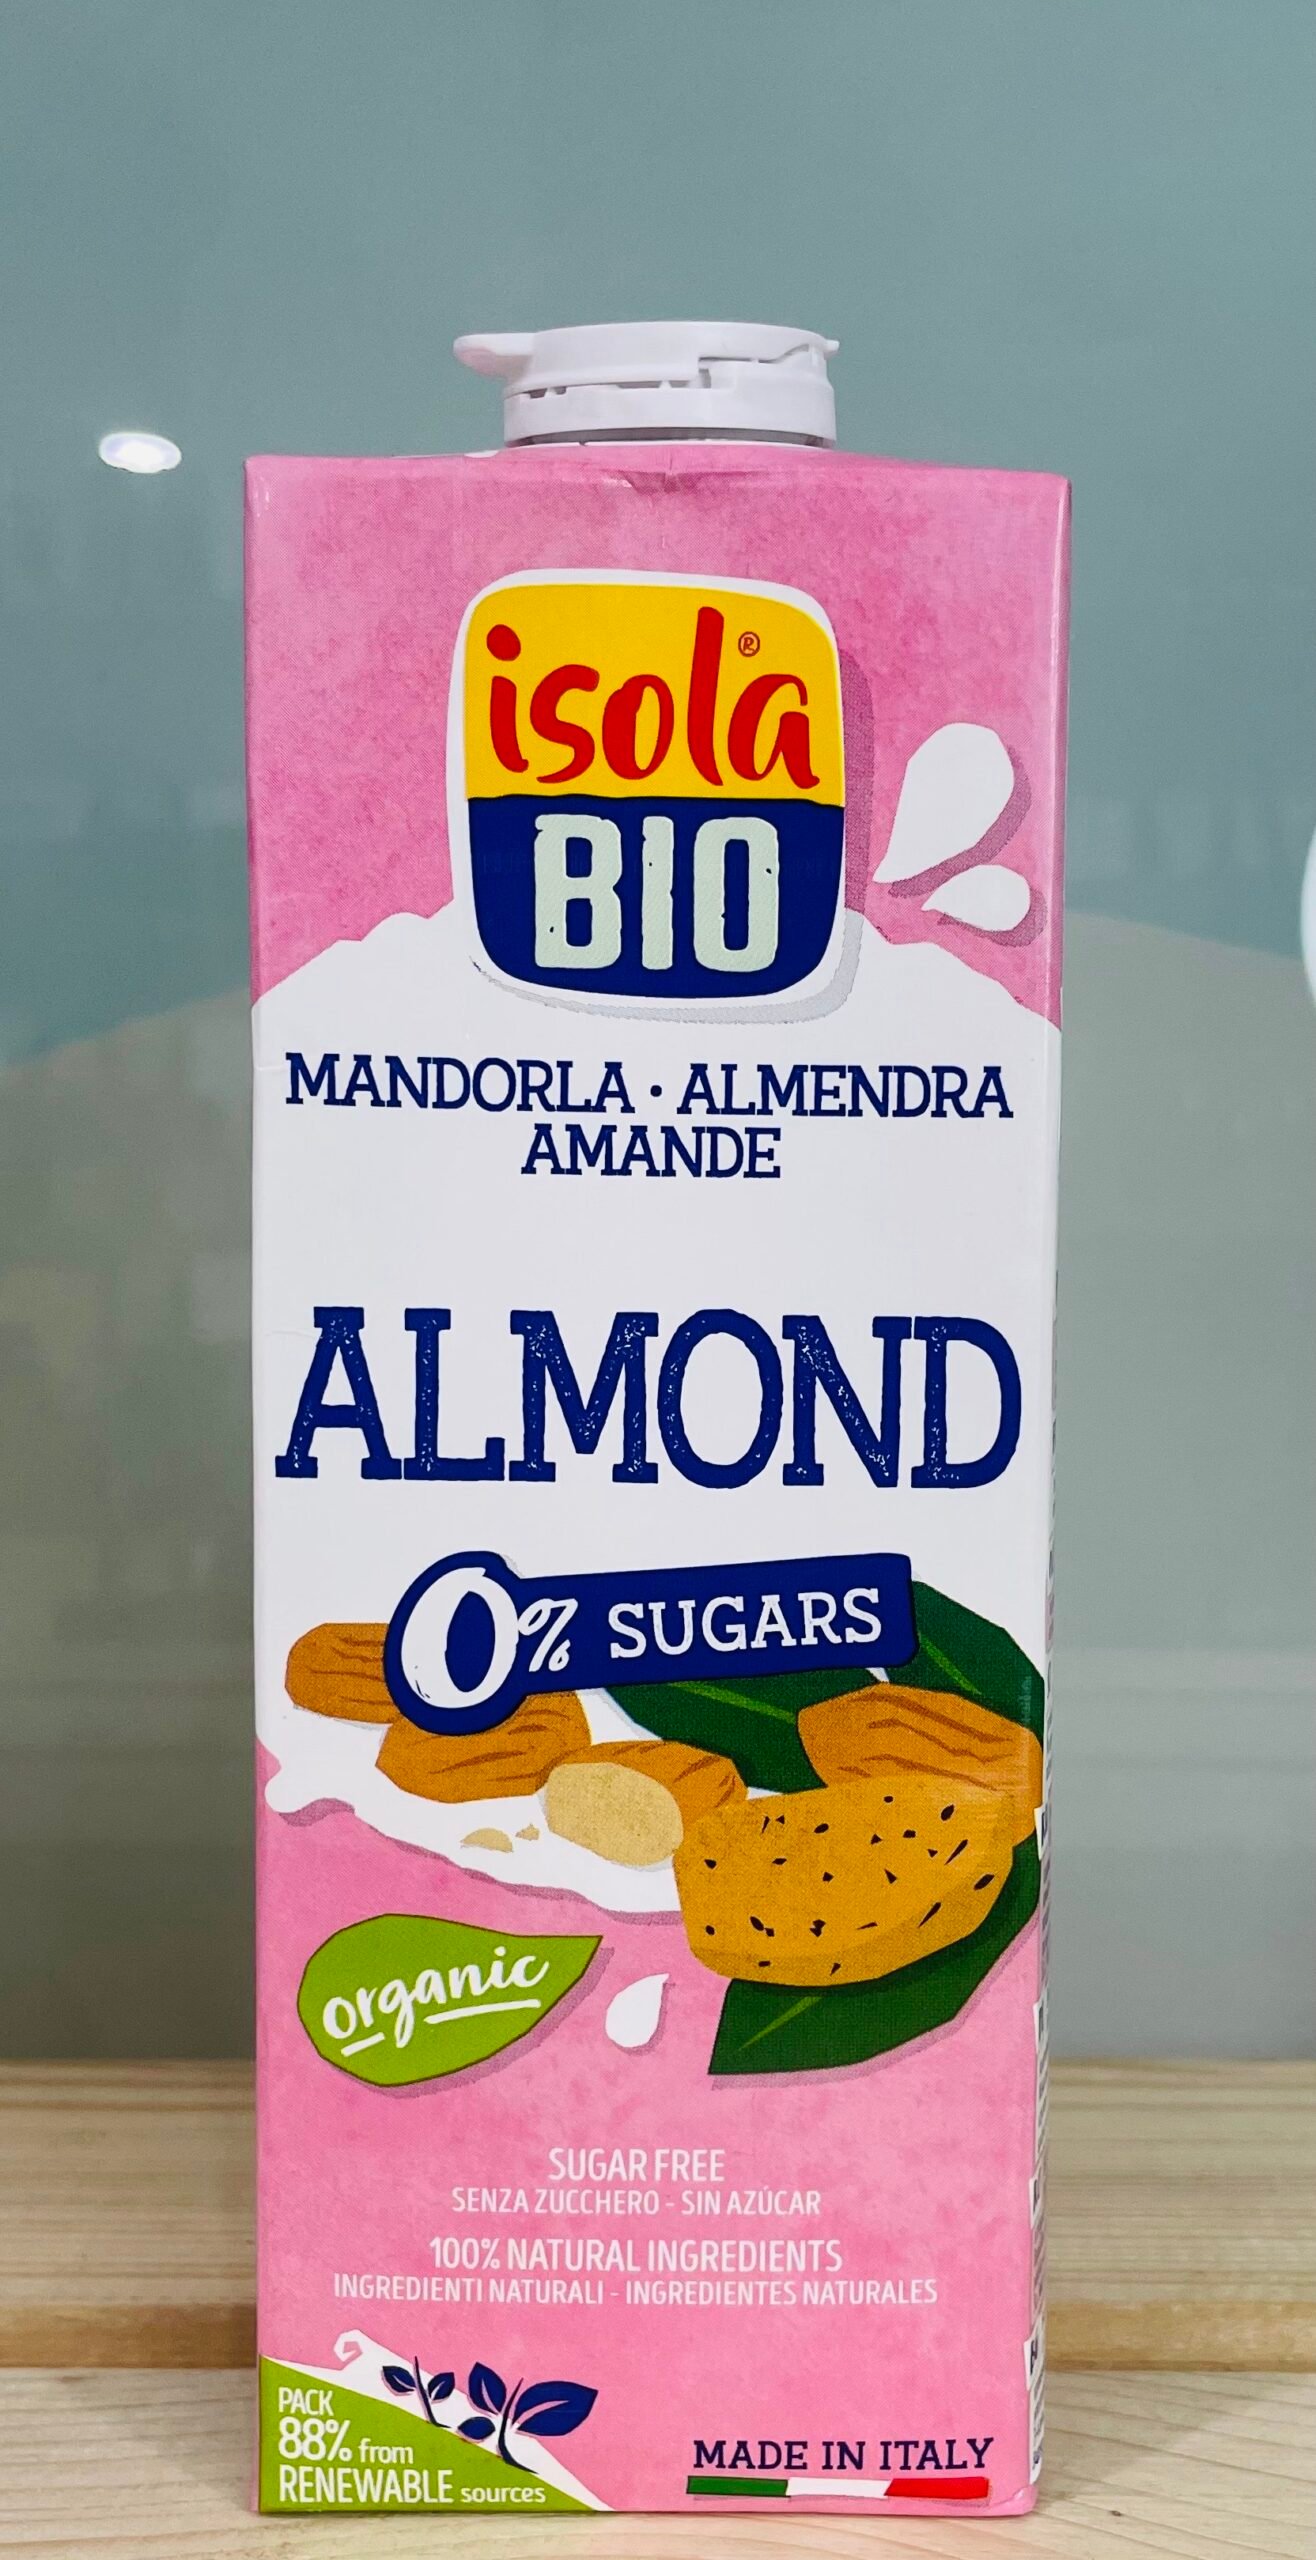 isola®
BIO
MANDORLA · ALMENDRA
AMANDE
ALMOND
0% SUGARS
organic
SUGAR FREE
SENZA ZUCCHERO - SIN AZÚCAR
100% NATURAL INGREDIENTS
INGREDIENTI NATURALI - INGREDIENTES NATURALES
PACK
88% from
RENEWABLE sources
MADE IN ITALY